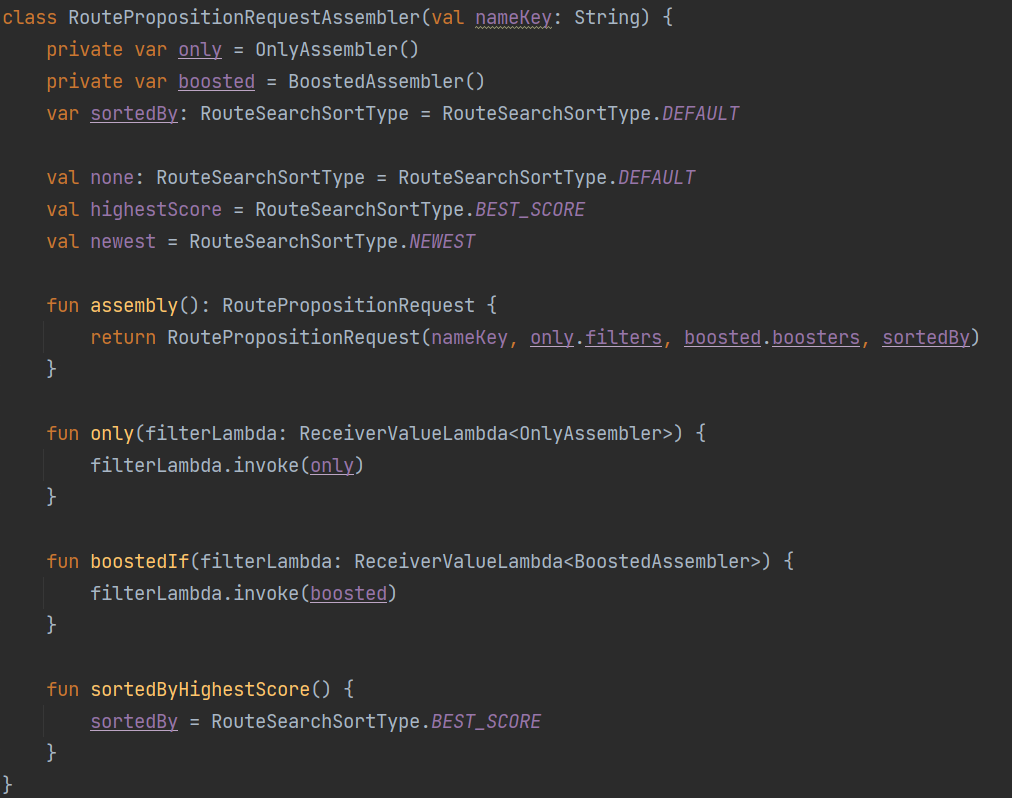 class RoutePropositionRequestAssembler(val nameKey: String) {
    private var only = OnlyAssembler()
    private var boosted = BoostedAssembler()
    var sortedBy: RouteSearchSortType = RouteSearchSortType.DEFAULT

    val none: RouteSearchSortType = RouteSearchSortType.DEFAULT
    val highestScore = RouteSearchSortType.BEST_SCORE
    val newest = RouteSearchSortType.NEWEST

    fun assembly(): RoutePropositionRequest {
        return RoutePropositionRequest(nameKey, only.filters, boosted.boosters, sortedBy)
    }

    fun only(filterLambda: ReceiverValueLambda<OnlyAssembler>) {
        filterLambda.invoke(only)
    }

    fun boostedIf(filterLambda: ReceiverValueLambda<BoostedAssembler>) {
        filterLambda.invoke(boosted)
    }

    fun sortedByHighestScore() {
        sortedBy = RouteSearchSortType.BEST_SCORE
    }
}